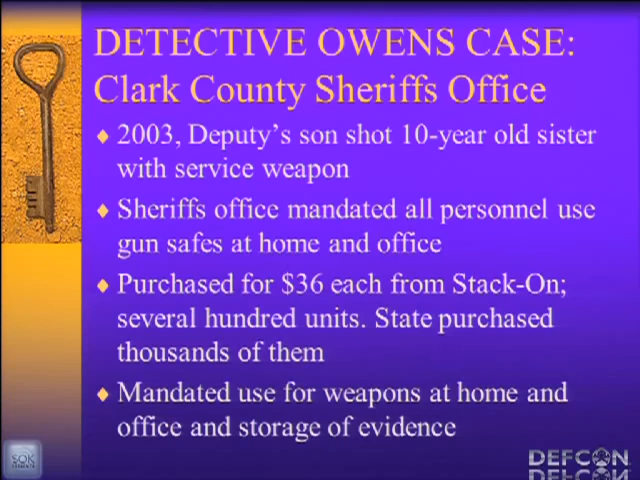 DETECTIVE OWENS CASE:
Clark County Sheriffs Office
2003, Deputy's son shot 10-year old sister
with service weapon
Sheriffs office mandated all personnel use
gun safes at home and office
Purchased for $36 each from Stack-On;
several hundred units. State purchased
thousands of them
Mandated use for weapons at home and
office and storage of evidence
SOK
DEFCON